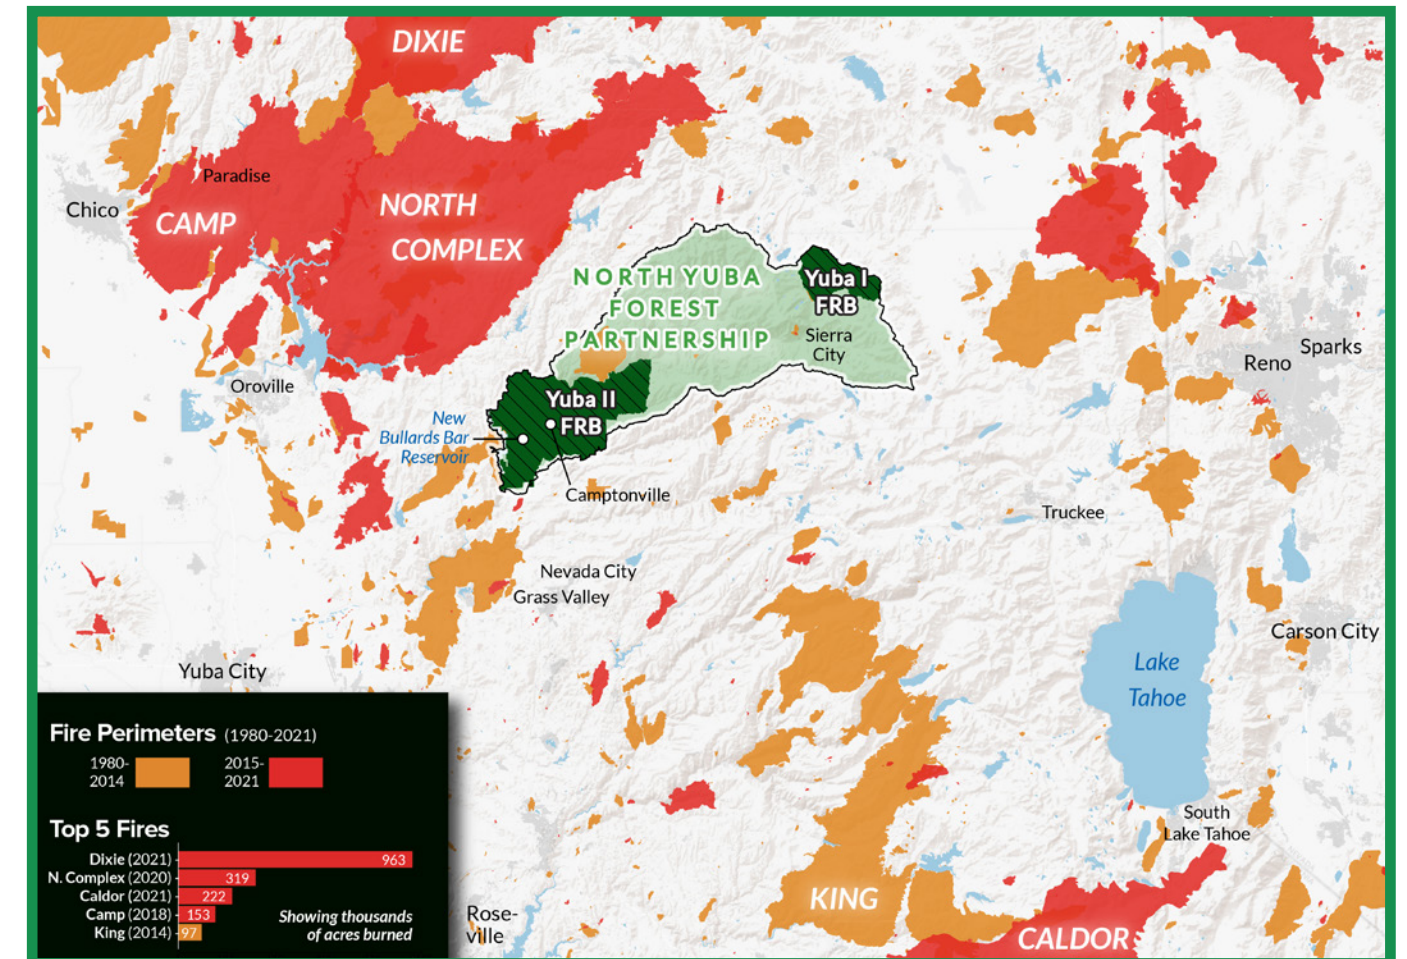 DIXIE
Paradise
Chico
CAMP
NORTH
COMPLEX
NORTH YUBA
FOREST
PARTNERSHIP
Yuba I
FRB
Sierra
City
Reno
Sparks
Oroville
Yuba II
FRB
New
Bullards Bar
Reservoir
Camptonville
Truckee
Nevada City
Grass Valley
Carson City
Yuba City
Lake
Tahoe
South
Lake Tahoe
KING
CALDOR
Rose-
ville
Fire Perimeters (1980-2021)
1980-
2014
2015-
2021
Top 5 Fires
Dixie (2021) 963
N. Complex (2020) 319
Caldor (2021) 222
Camp (2018) 153
King (2014) 97
Showing thousands
of acres burned